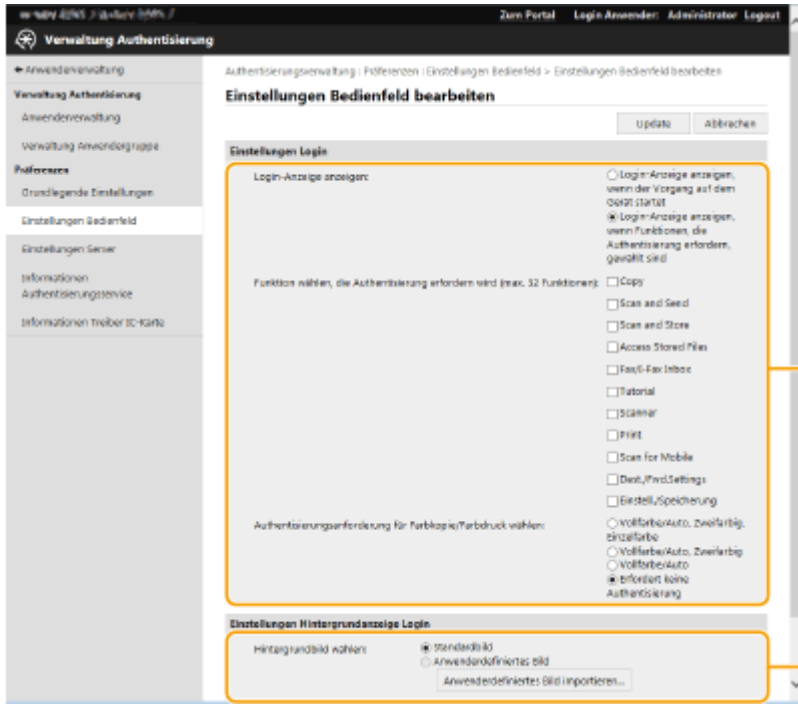 Zum Portal Login Anwender: Administrator Logout
Verwaltung Authentisierung
Anwenderverwaltung
Verwaltung Authentisierung
Anwenderverwaltung
Verwaltung Anwendergruppe
Präferenzen
Grundlegende Einstellungen
Einstellungen Bedienfeld
Einstellungen Server
Informationen
Authentisierungsservice
Informationen Treiber IC-Karte
Authentisierungsverwaltung : Präferenzen : Einstellungen Bedienfeld > Einstellungen Bedienfeld bearbeiten
Einstellungen Bedienfeld bearbeiten
Update Abbrechen
Einstellungen Login
Login-Anzeige anzeigen:
Login-Anzeige anzeigen,
wenn der Vorgang auf dem
Gerät startet
Login-Anzeige anzeigen,
wenn Funktionen, die
Authentisierung erfordern,
gewählt sind
Funktion wählen, die Authentisierung erfordern wird (max. 32 Funktionen):
Copy
Scan and Send
Scan and Store
Access Stored Files
Fax/I-Fax Inbox
Tutorial
Scanner
Print
Scan for Mobile
Dest./Fwd.Settings
Einstell./Speicherung
Authentisierungsanforderung für Farbkopie/Farbdruck wählen:
Vollfarbe/Auto, Zweifarbig,
Einzelfarbe
Vollfarbe/Auto, Zweifarbig
Vollfarbe/Auto
Erfordert keine
Authentisierung
Einstellungen Hintergrundanzeige Login
Hintergrundbild wählen:
Standardbild
Anwenderdefiniertes Bild
Anwenderdefiniertes Bild importieren...